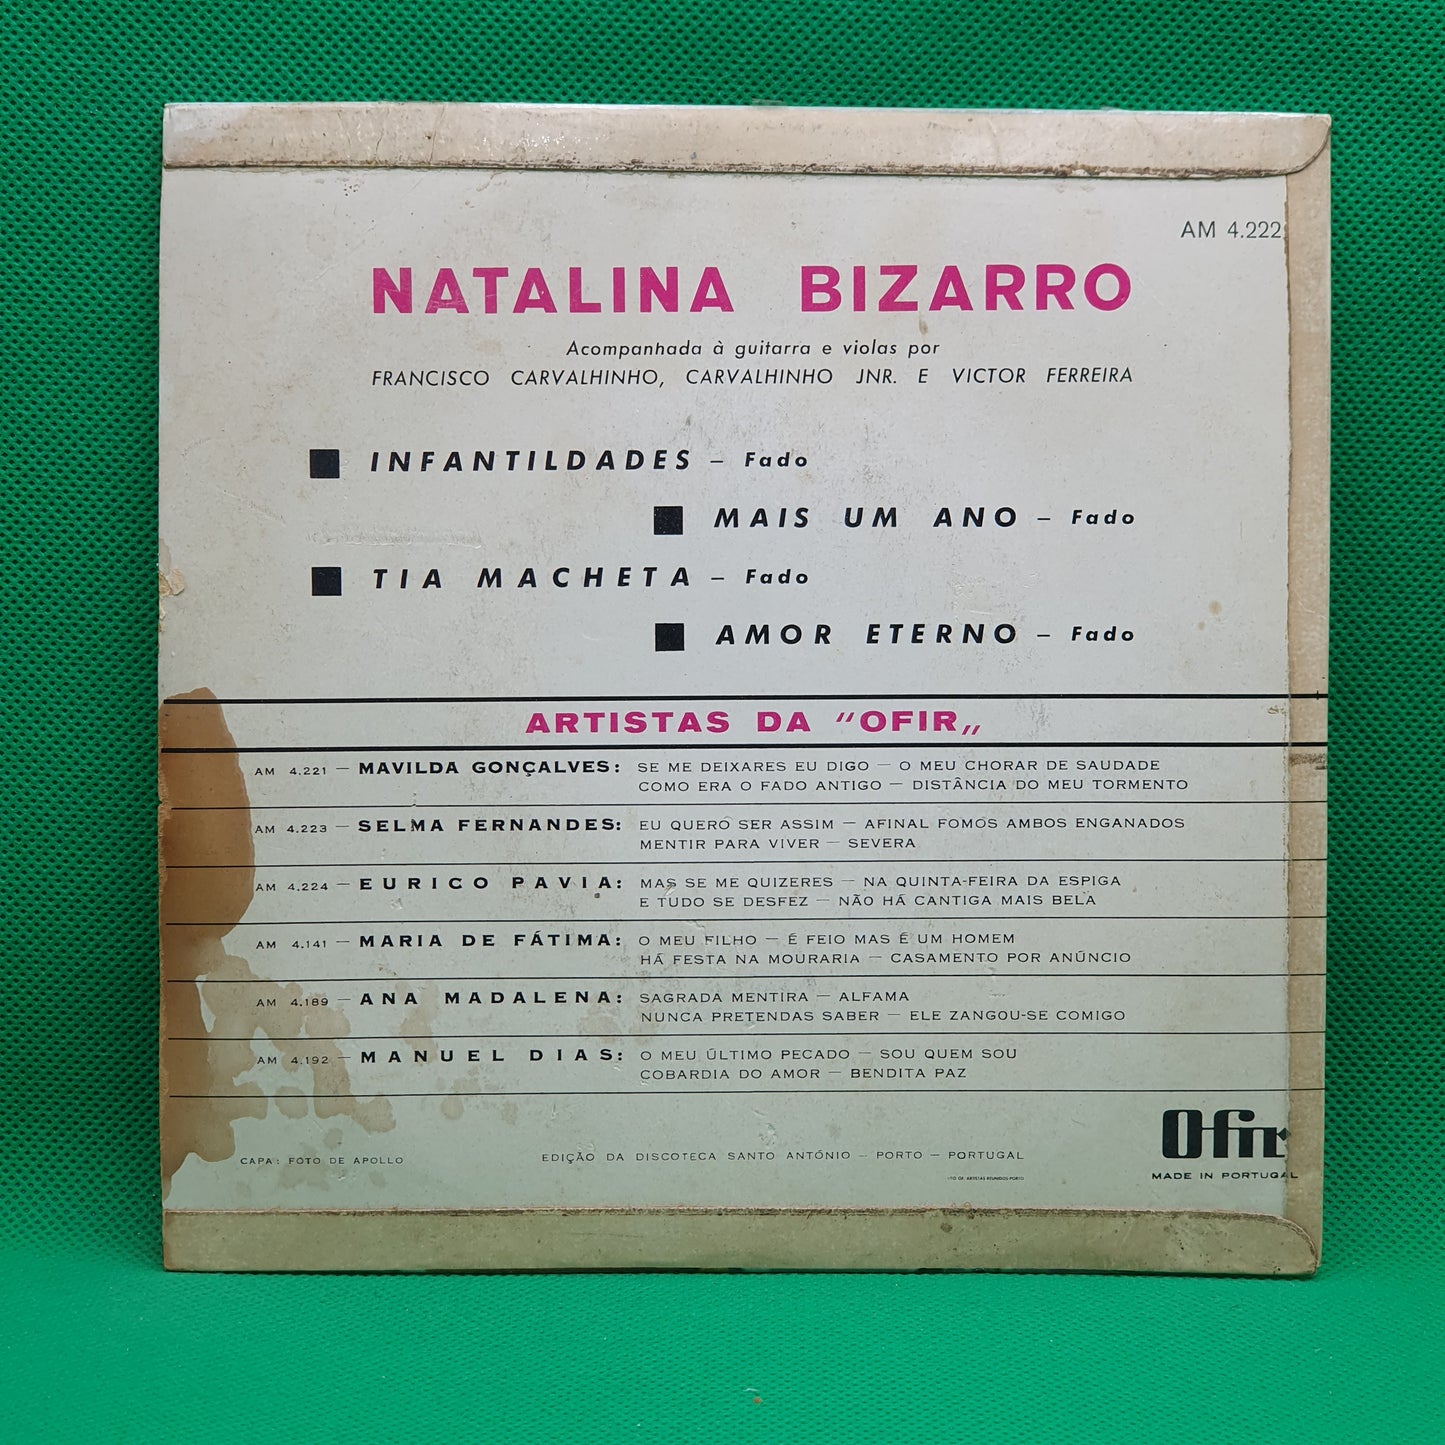 AM 4.222
NATALINA BIZARRO
Acompanhada à guitarra e violas por
FRANCISCO CARVALHINHO, CARVALHINHO JNR. E VICTOR FERREIRA
INFANTILDADES – Fado
MAIS UM ANO – Fado
TIA MACHETA – Fado
AMOR ETERNO – Fado
ARTISTAS DA “OFIR„
AM 4.221 — MAVILDA GONÇALVES: SE ME DEIXARES EU DIGO — O MEU CHORAR DE SAUDADE
COMO ERA O FADO ANTIGO — DISTÂNCIA DO MEU TORMENTO
AM 4.223 — SELMA FERNANDES: EU QUERO SER ASSIM — AFINAL FOMOS AMBOS ENGANADOS
MENTIR PARA VIVER — SEVERA
AM 4.224 — EURICO PAVIA: MAS SE ME QUIZERES — NA QUINTA-FEIRA DA ESPIGA
E TUDO SE DESFEZ — NÃO HÁ CANTIGA MAIS BELA
AM 4.141 — MARIA DE FÁTIMA: O MEU FILHO — É FEIO MAS É UM HOMEM
HÁ FESTA NA MOURARIA — CASAMENTO POR ANÚNCIO
AM 4.189 — ANA MADALENA: SAGRADA MENTIRA — ALFAMA
NUNCA PRETENDAS SABER — ELE ZANGOU-SE COMIGO
AM 4.192 — MANUEL DIAS: O MEU ÚLTIMO PECADO — SOU QUEM SOU
COBARDIA DO AMOR — BENDITA PAZ
Ofir
MADE IN PORTUGAL
CAPA: FOTO DE APOLLO
EDIÇÃO DA DISCOTECA SANTO ANTÓNIO — PORTO — PORTUGAL
ARTISTAS REUNIDOS PORTO